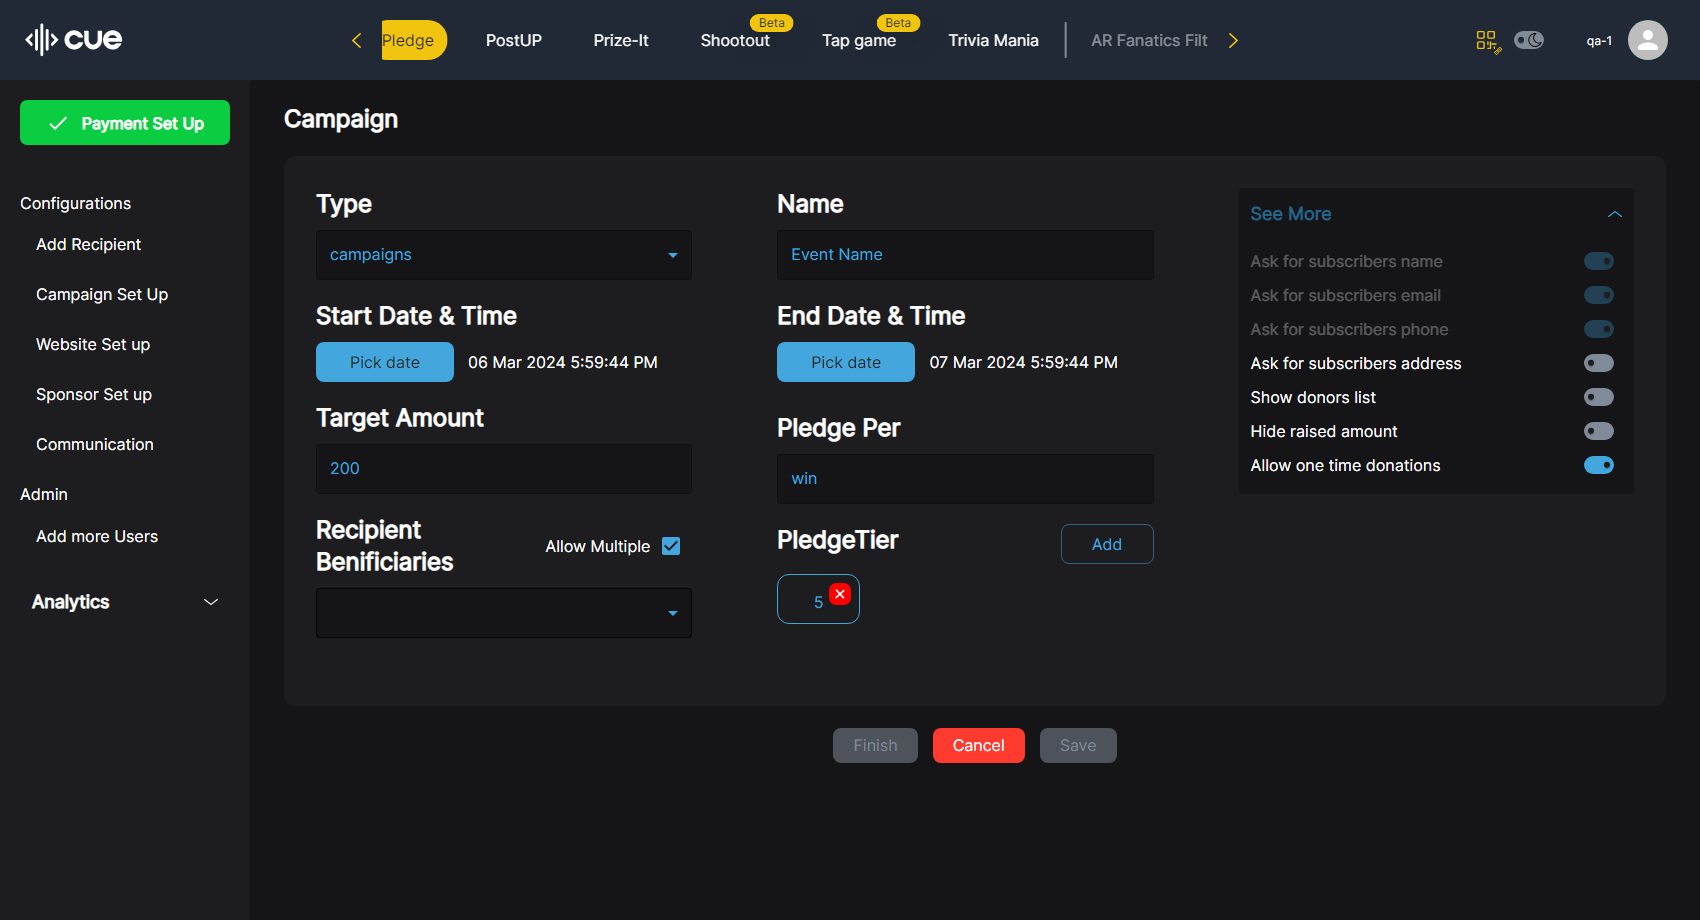 cue
Pledge
PostUP
Prize-It
Shootout
Beta
Tap game
Beta
Trivia Mania
AR Fanatics Filt
qa-1
Payment Set Up
Configurations
Add Recipient
Campaign Set Up
Website Set up
Sponsor Set up
Communication
Admin
Add more Users
Analytics
Campaign
Type
campaigns
Name
Event Name
Start Date & Time
Pick date
06 Mar 2024 5:59:44 PM
End Date & Time
Pick date
07 Mar 2024 5:59:44 PM
Target Amount
200
Pledge Per
win
Recipient
Benificiaries
Allow Multiple
PledgeTier
Add
5
See More
Ask for subscribers name
Ask for subscribers email
Ask for subscribers phone
Ask for subscribers address
Show donors list
Hide raised amount
Allow one time donations
Finish
Cancel
Save